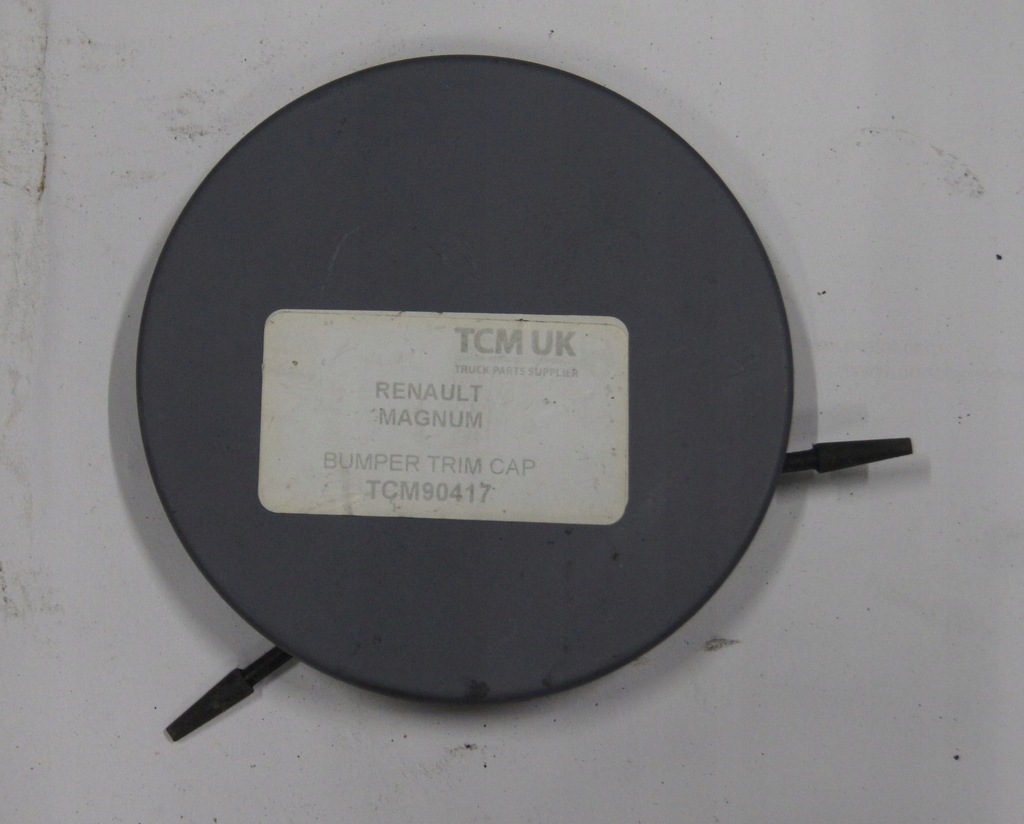 TCM UK
TRUCK PARTS SUPPLIER
RENAULT
MAGNUM
BUMPER TRIM CAP
TCM90417